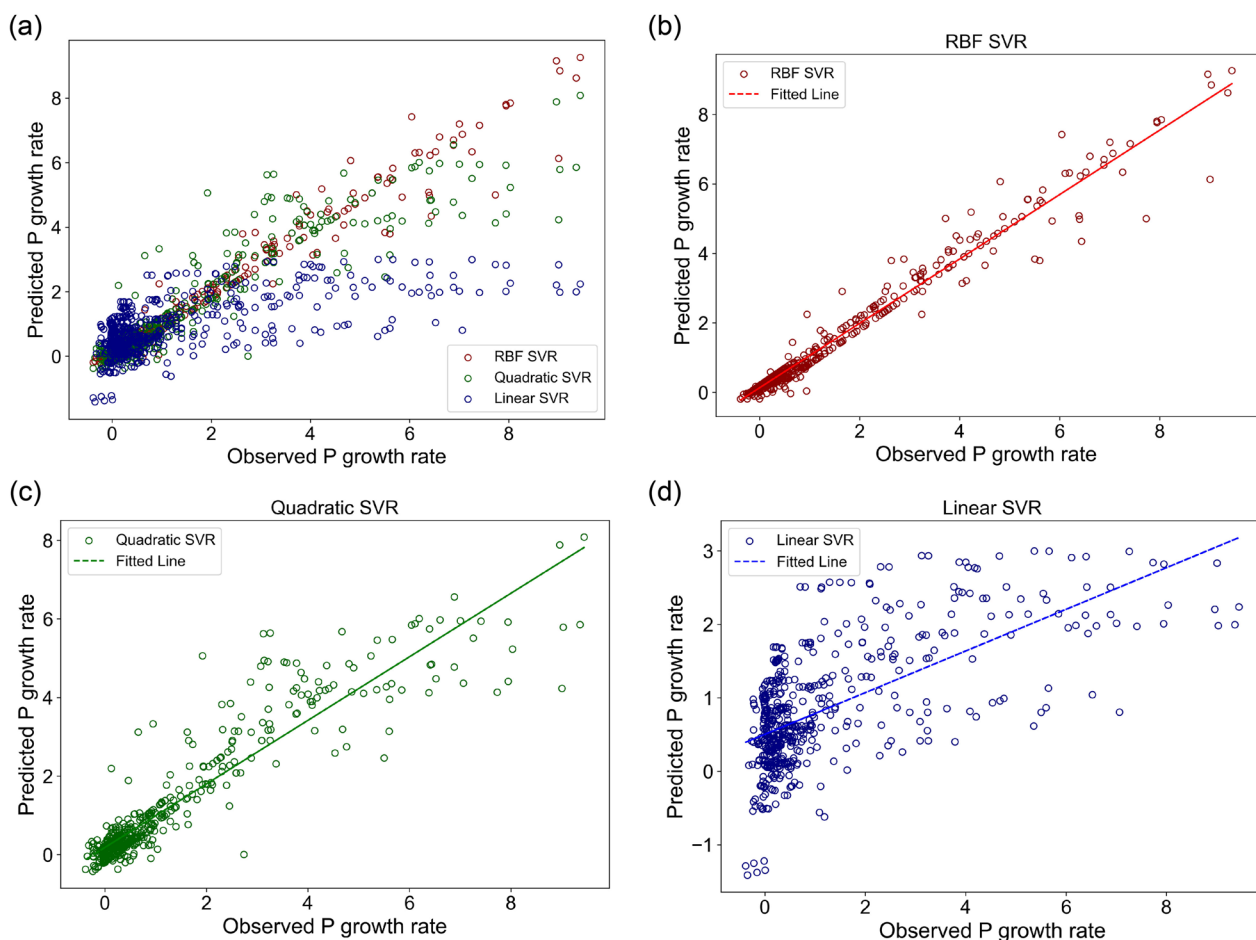 (a)
Predicted P growth rate
8
6
4
2
0
0 2 4 6 8
Observed P growth rate
RBF SVR
Quadratic SVR
Linear SVR
(b)
RBF SVR
RBF SVR
Fitted Line
Predicted P growth rate
8
6
4
2
0
0 2 4 6 8
Observed P growth rate
(c)
Quadratic SVR
Quadratic SVR
Fitted Line
Predicted P growth rate
8
6
4
2
0
0 2 4 6 8
Observed P growth rate
(d)
Linear SVR
Linear SVR
Fitted Line
Predicted P growth rate
3
2
1
0
−1
0 2 4 6 8
Observed P growth rate